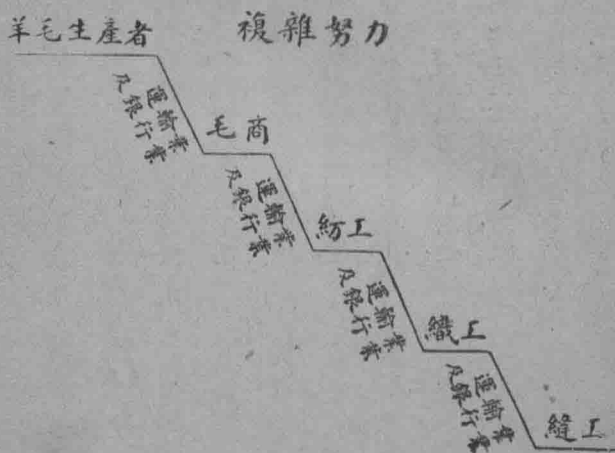 複雜努力
羊毛生產者
運輸業
及銀行業
毛商
運輸業
及銀行業
紡工
運輸業
及銀行業
織工
運輸業
及銀行業
縫工